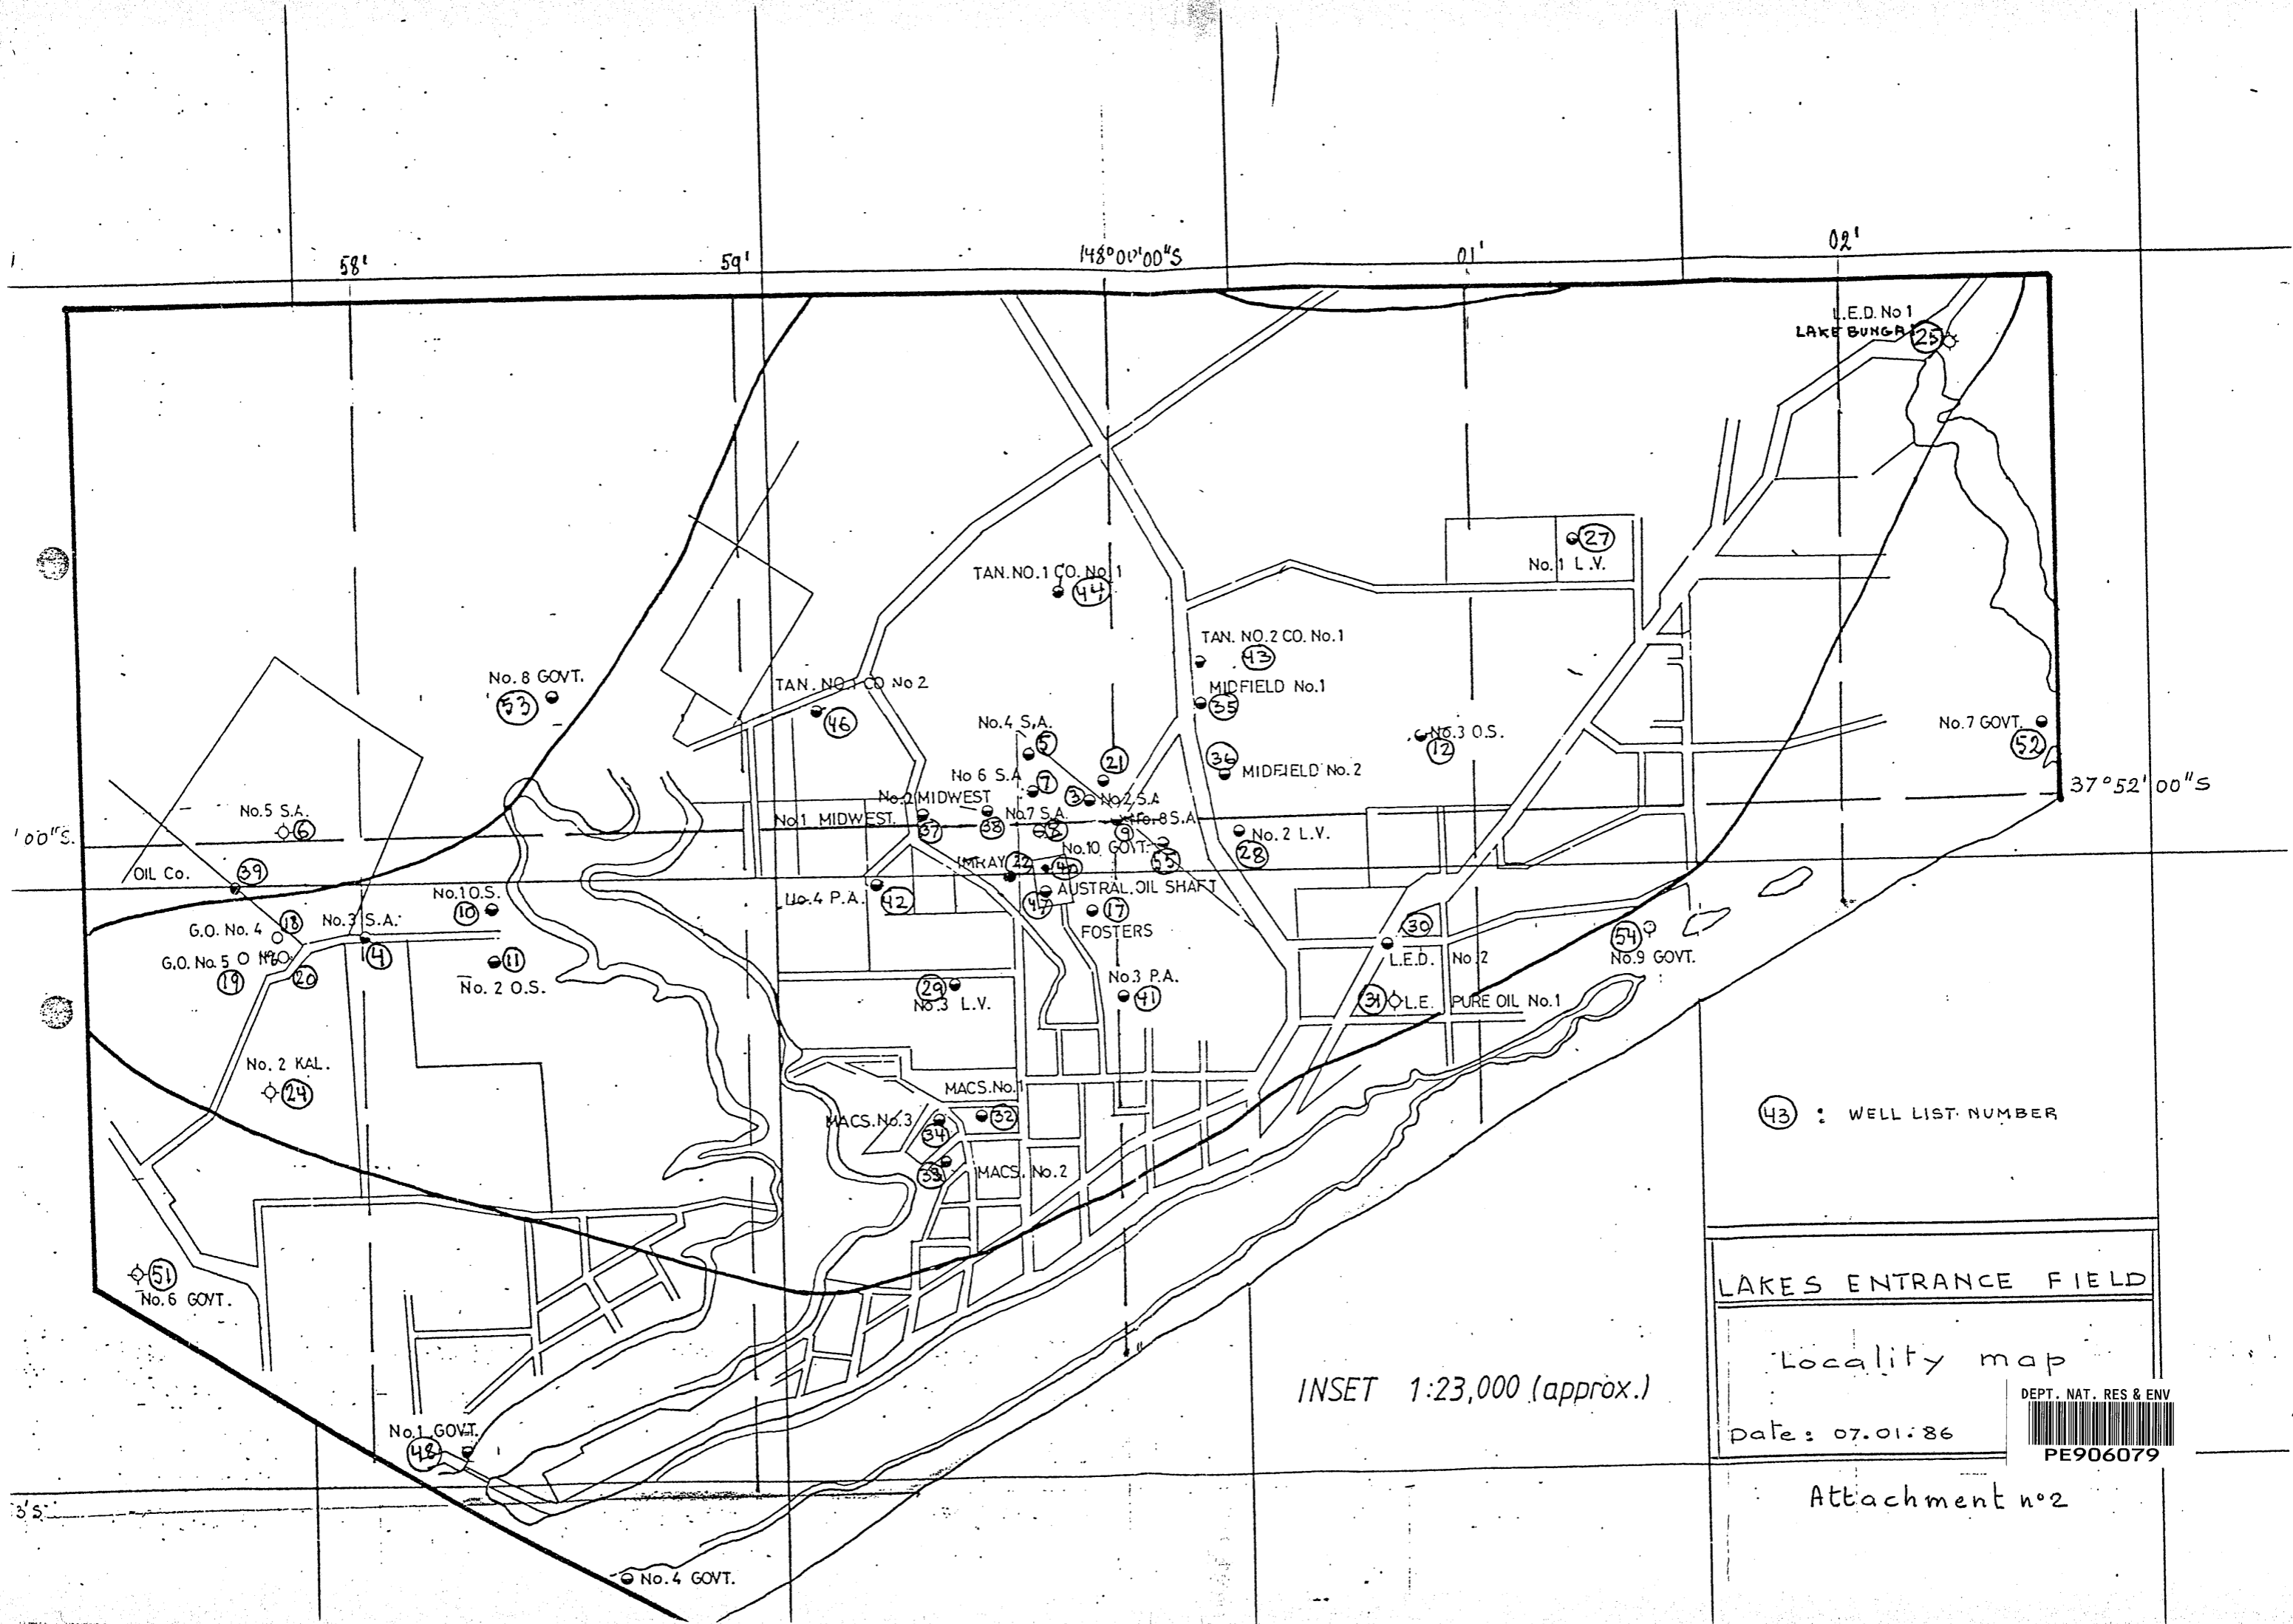 58'
59'
148°00'00"S
01'
02'
L.E.D. No 1
LAKE BUNGA
25
27
No.1 L.V.
TAN.NO.1 CO. No.1
44
TAN. NO.2 CO. No.1
43
No. 8 GOVT.
53
TAN. NO.1 CO No 2
46
MIDFIELD No.1
35
No.4 S.A.
5
No.3 O.S.
12
No.7 GOVT.
52
21
36
MIDFIELD No.2
No 6 S.A
7
3
No2 S.A
37°52'00"S
No.2 MIDWEST
No.5 S.A.
6
No.1 MIDWEST.
37
38
No.7 S.A.
8
No.8 S.A
9
No. 2 L.V.
28
'00"S.
No.10 GOVT.
55
OIL Co.
39
IMRAY
22
40
AUSTRAL.OIL SHAFT
47
No.4 P.A.
42
17
FOSTERS
No.1 O.S.
10
G.O. No. 4
18
No.3 S.A.
4
30
L.E.D. No.2
54
No.9 GOVT.
G.O. No.5
19
No6
20
11
No. 2 O.S.
29
No.3 L.V.
No.3 P.A.
41
31
L.E. PURE OIL No.1
No. 2 KAL.
24
MACS.No.1
32
MACS.No.3
34
33
MACS. No.2
43 : WELL LIST NUMBER
51
No.6 GOVT.
LAKES ENTRANCE FIELD
Locality map
INSET 1:23,000 (approx.)
DEPT. NAT. RES & ENV
Date: 07.01.86
PE906079
No.1 GOVT.
48
3'S
Attachment n°2
No.4 GOVT.